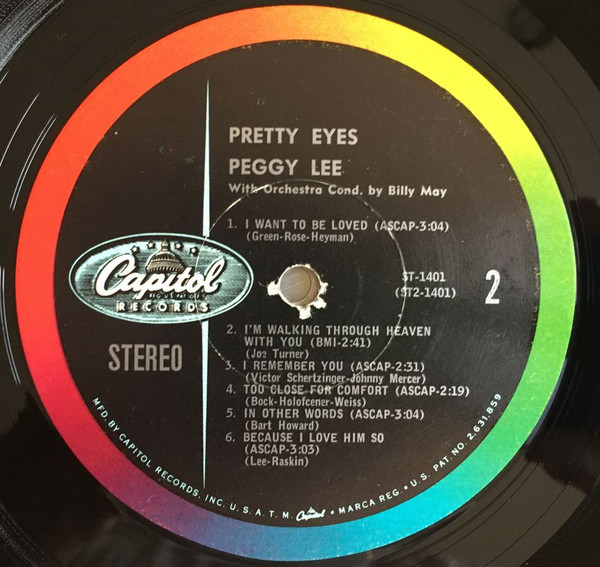 PRETTY EYES
PEGGY LEE
With Orchestra Cond. by Billy May
1. I WANT TO BE LOVED (ASCAP-3:04)
(Green-Rose-Heyman)
Capitol
REG. U.S. PAT. OFF.
RECORDS
ST-1401
(ST2-1401)
2
STEREO
2. I'M WALKING THROUGH HEAVEN
WITH YOU (BMI-2:41)
(Joe Turner)
3. I REMEMBER YOU (ASCAP-2:31)
(Victor Schertzinger-Johnny Mercer)
4. TOO CLOSE FOR COMFORT (ASCAP-2:19)
(Bock-Holofcener-Weiss)
5. IN OTHER WORDS (ASCAP-3:04)
(Bart Howard)
6. BECAUSE I LOVE HIM SO
(ASCAP-3:03)
(Lee-Raskin)
MFD. BY CAPITOL RECORDS, INC. U.S.A. T.M. Capitol • MARCA REG. • U.S. PAT. NO. 2,631,859